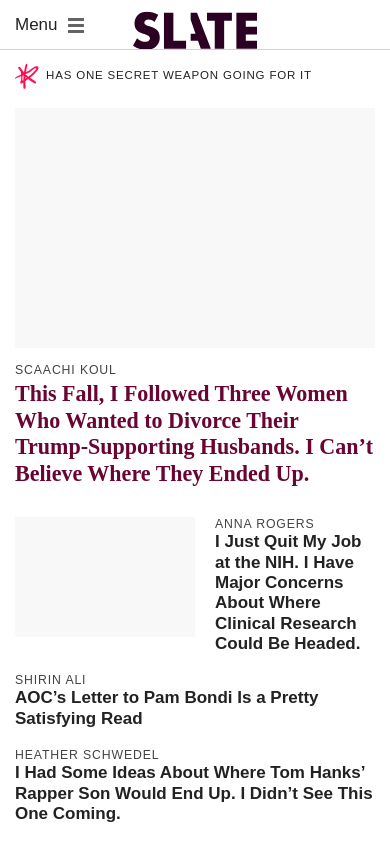 Menu
SLATE
HAS ONE SECRET WEAPON GOING FOR IT
SCAACHI KOUL
This Fall, I Followed Three Women
Who Wanted to Divorce Their
Trump-Supporting Husbands. I Can’t
Believe Where They Ended Up.
ANNA ROGERS
I Just Quit My Job
at the NIH. I Have
Major Concerns
About Where
Clinical Research
Could Be Headed.
SHIRIN ALI
AOC’s Letter to Pam Bondi Is a Pretty
Satisfying Read
HEATHER SCHWEDEL
I Had Some Ideas About Where Tom Hanks’
Rapper Son Would End Up. I Didn’t See This
One Coming.